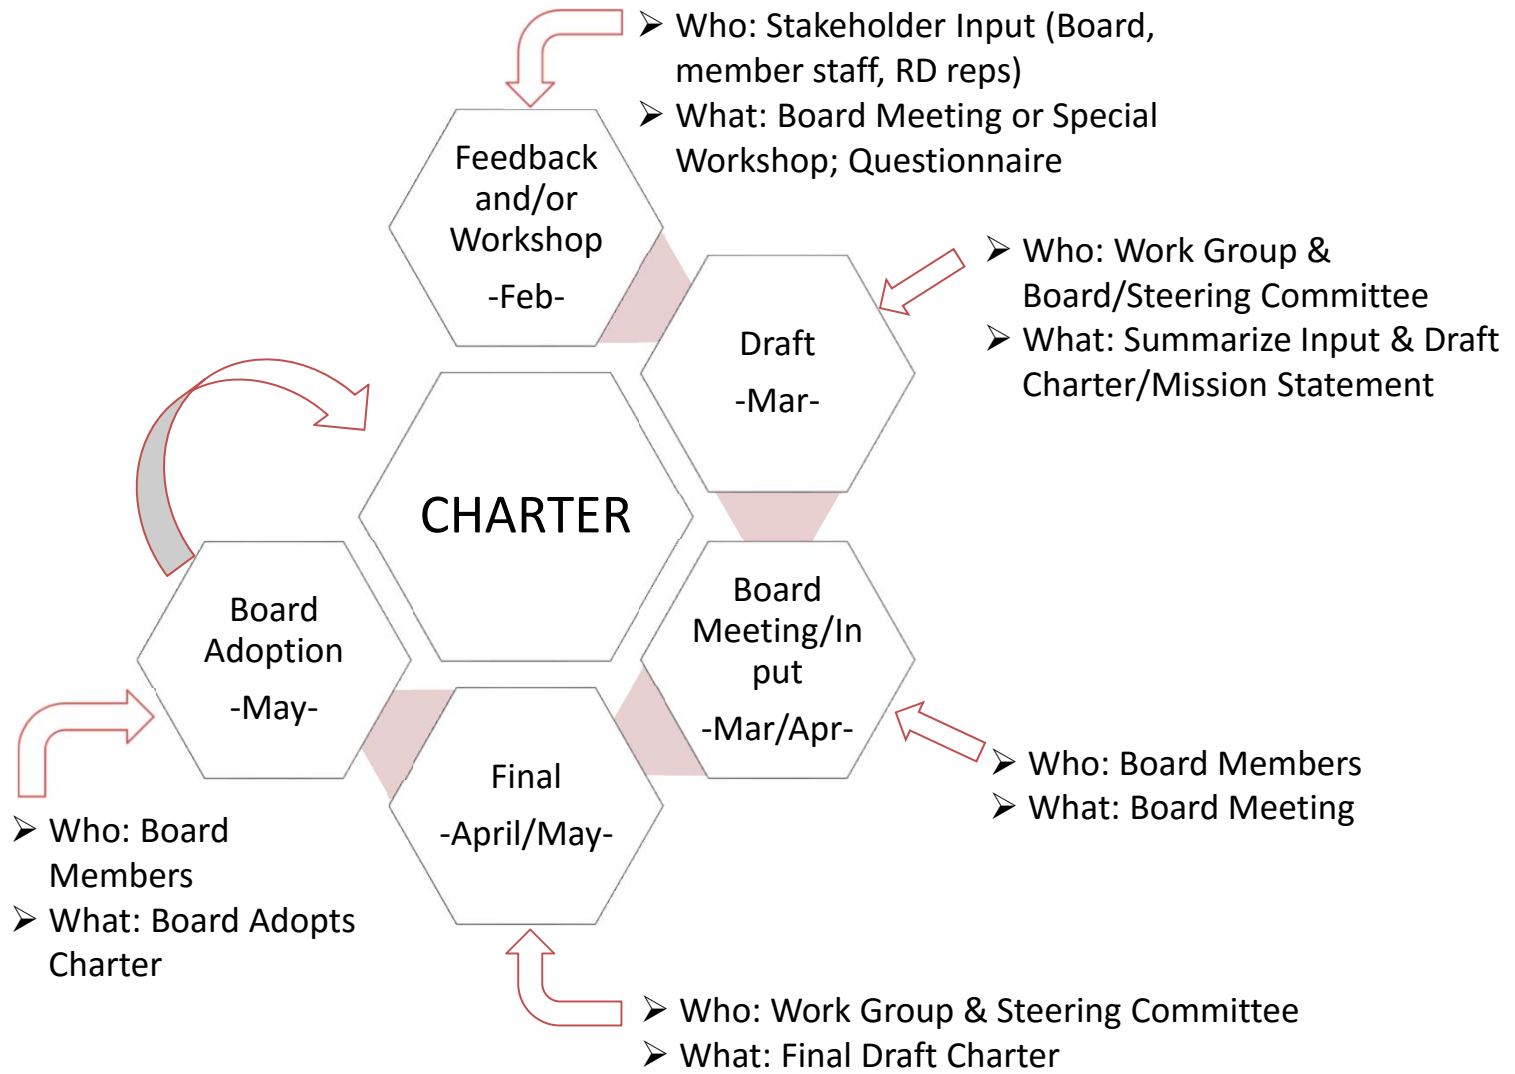 ➢ Who: Stakeholder Input (Board,
member staff, RD reps)
➢ What: Board Meeting or Special
Workshop; Questionnaire
Feedback
and/or
Workshop
-Feb-
➢ Who: Work Group &
Board/Steering Committee
➢ What: Summarize Input & Draft
Charter/Mission Statement
Draft
-Mar-
CHARTER
Board
Meeting/In
put
-Mar/Apr-
➢ Who: Board Members
➢ What: Board Meeting
Board
Adoption
-May-
➢ Who: Board
Members
➢ What: Board Adopts
Charter
Final
-April/May-
➢ Who: Work Group & Steering Committee
➢ What: Final Draft Charter